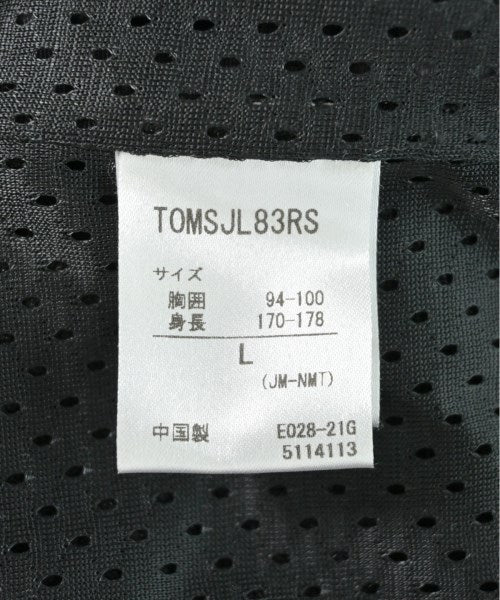 TOMSJL83RS
サイズ
胸囲 94-100
身長 170-178
L
(JM-NMT)
中国製 E028-21G
5114113